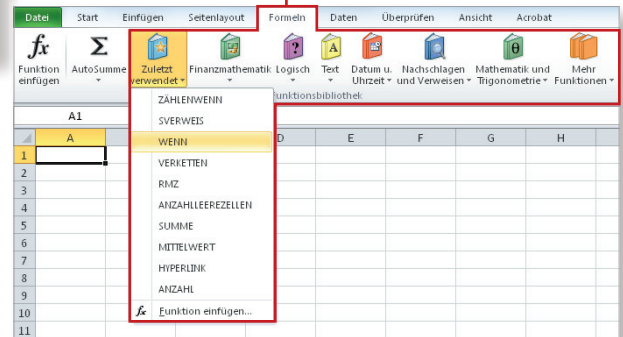 Datei Start Einfügen Seitenlayout Formeln Daten Überprüfen Ansicht Acrobat
fx Σ ? A θ
Funktion einfügen AutoSumme Zuletzt verwendet Finanzmathematik Logisch Text Datum u. Uhrzeit Nachschlagen und Verweisen Mathematik und Trigonometrie Mehr Funktionen
unktionsbibliothek
A1
A D E F G H
1
2
3
4
5
6
7
8
9
10
11
ZÄHLENWENN
SVERWEIS
WENN
VERKETTEN
RMZ
ANZAHLLEEREZELLEN
SUMME
MITTELWERT
HYPERLINK
ANZAHL
fx Funktion einfügen...